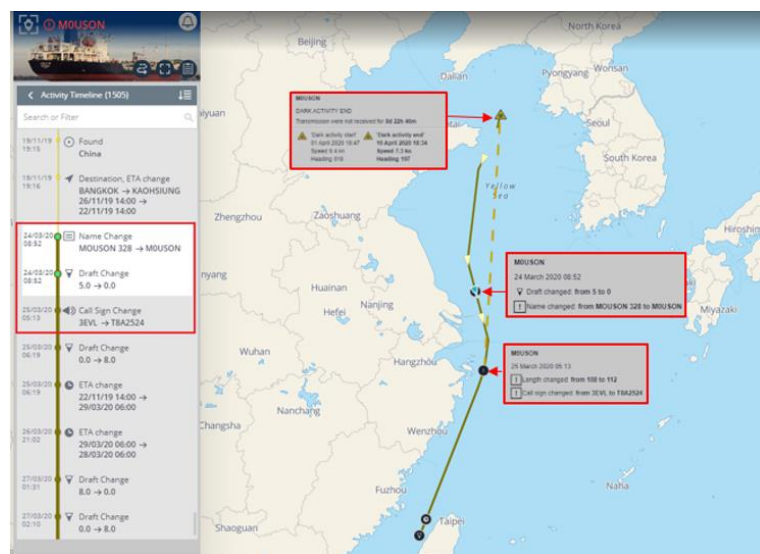 M0USON
Activity Timeline (1505)
Search or Filter
19/11/19
19:15
Found
China
19/11/19
19:16
Destination, ETA change
BANGKOK → KAOHSIUNG
26/11/19 14:00 →
22/11/19 14:00
24/03/20
08:52
Name Change
MOUSON 328 → M0USON
24/03/20
08:52
Draft Change
5.0 → 0.0
25/03/20
05:13
Call Sign Change
3EVL → T8A2524
25/03/20
06:19
Draft Change
0.0 → 8.0
25/03/20
06:19
ETA change
22/11/19 14:00 →
29/03/20 06:00
26/03/20
21:02
ETA change
29/03/20 06:00 →
28/03/20 06:00
27/03/20
01:31
Draft Change
8.0 → 0.0
27/03/20
02:10
Draft Change
0.0 → 8.0
North Korea
Beijing
Dalian
Pyongyang
Wonsan
M0USON
DARK ACTIVITY END
Transmission were not received for
'Dark activity start'
01 April 2020 19:47
Heading
'Dark activity end'
10 April 2020 18:34
Speed 7.3 kn
Heading 197
tai
iyuan
Seoul
South Korea
Yellow
Sea
Zhengzhou
Zaoshuang
Hiroshim
M0USON
24 March 2020 08:52
Draft changed from 5 to 0
Name changed: from MOUSON 328 to M0USON
nyang
Huainan
Hefei
Nanjing
Miyazaki
M0USON
25 March 2020 05:13
Length changed: from 108 to 112
Call sign changed: from 3EVL to T8A2524
Wuhan
Hangzhou
Nanchang
Changsha
Wenzhou
Naha
Fuzhou
Taipei
Shaoguan